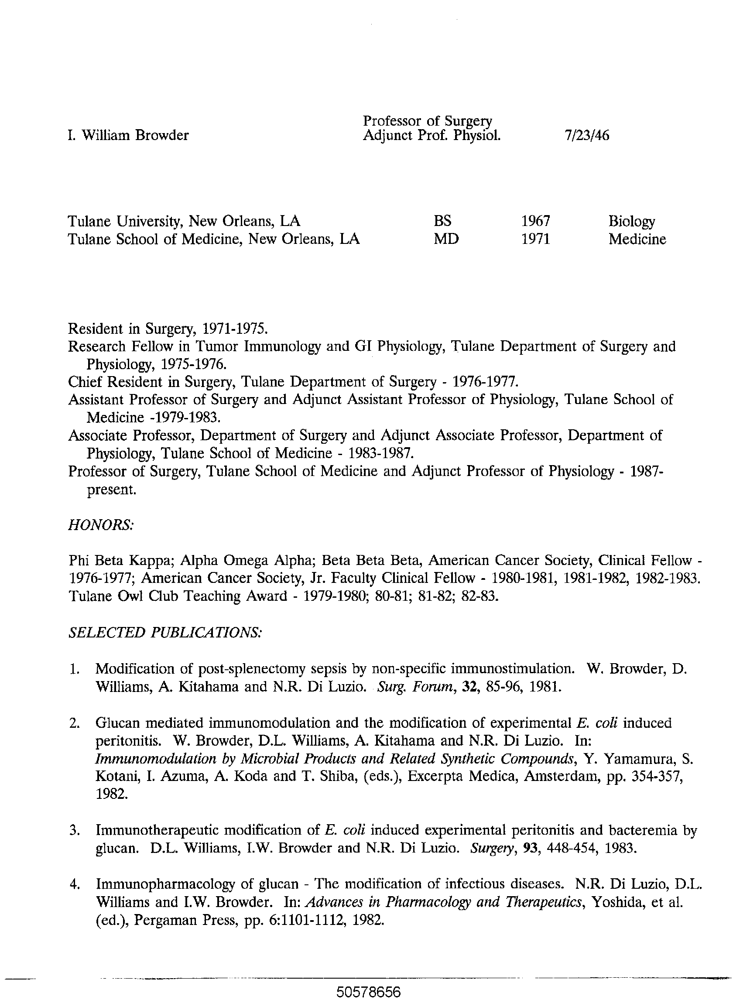 Professor of Surgery
I. William Browder Adjunct Prof. Physiol. 7/23/46
Tulane University, New Orleans, LA BS 1967 Biology
Tulane School of Medicine, New Orleans, LA MD 1971 Medicine
Resident in Surgery, 1971-1975.
Research Fellow in Tumor Immunology and GI Physiology, Tulane Department of Surgery and
Physiology, 1975-1976.
Chief Resident in Surgery, Tulane Department of Surgery - 1976-1977.
Assistant Professor of Surgery and Adjunct Assistant Professor of Physiology, Tulane School of
Medicine -1979-1983.
Associate Professor, Department of Surgery and Adjunct Associate Professor, Department of
Physiology, Tulane School of Medicine - 1983-1987.
Professor of Surgery, Tulane School of Medicine and Adjunct Professor of Physiology - 1987-
present.
HONORS:
Phi Beta Kappa; Alpha Omega Alpha; Beta Beta Beta, American Cancer Society, Clinical Fellow -
1976-1977; American Cancer Society, Jr. Faculty Clinical Fellow - 1980-1981, 1981-1982, 1982-1983.
Tulane Owl Club Teaching Award - 1979-1980; 80-81; 81-82; 82-83.
SELECTED PUBLICATIONS:
1. Modification of post-splenectomy sepsis by non-specific immunostimulation. W. Browder, D.
Williams, A. Kitahama and N.R. Di Luzio. Surg. Forum, 32, 85-96, 1981.
2. Glucan mediated immunomodulation and the modification of experimental E. coli induced
peritonitis. W. Browder, D.L. Williams, A. Kitahama and N.R. Di Luzio. In:
Immunomodulation by Microbial Products and Related Synthetic Compounds, Y. Yamamura, S.
Kotani, I. Azuma, A. Koda and T. Shiba, (eds.), Excerpta Medica, Amsterdam, pp. 354-357,
1982.
3. Immunotherapeutic modification of E. coli induced experimental peritonitis and bacteremia by
glucan. D.L. Williams, I.W. Browder and N.R. Di Luzio. Surgery, 93, 448-454, 1983.
4. Immunopharmacology of glucan - The modification of infectious diseases. N.R. Di Luzio, D.L.
Williams and I.W. Browder. In: Advances in Pharmacology and Therapeutics, Yoshida, et al.
(ed.), Pergaman Press, pp. 6:1101-1112, 1982.
50578656